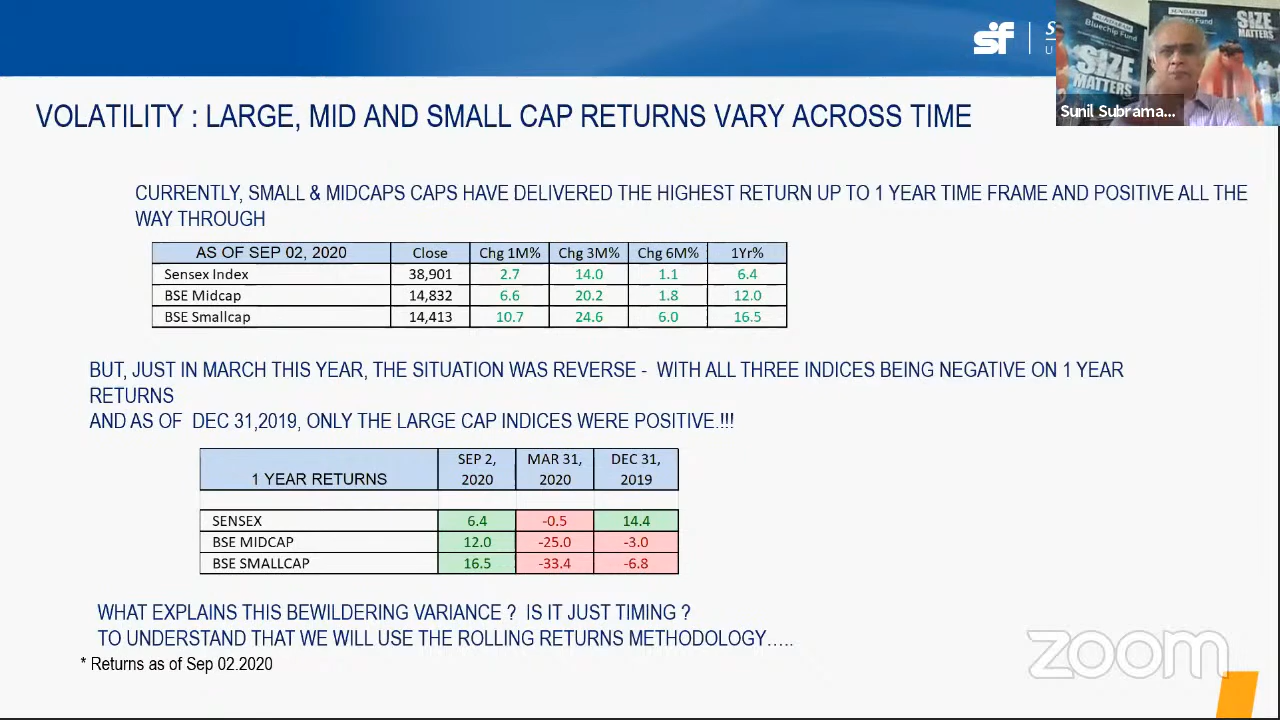 sf S
U
SUNDARAM
Bluechip Fund
SIZE
MATTERS
Fund
SIZE
MATTERS
Sunil Subrama...
VOLATILITY : LARGE, MID AND SMALL CAP RETURNS VARY ACROSS TIME
CURRENTLY, SMALL & MIDCAPS CAPS HAVE DELIVERED THE HIGHEST RETURN UP TO 1 YEAR TIME FRAME AND POSITIVE ALL THE
WAY THROUGH
AS OF SEP 02, 2020 Close Chg 1M% Chg 3M% Chg 6M% 1Yr%
Sensex Index 38,901 2.7 14.0 1.1 6.4
BSE Midcap 14,832 6.6 20.2 1.8 12.0
BSE Smallcap 14,413 10.7 24.6 6.0 16.5
BUT, JUST IN MARCH THIS YEAR, THE SITUATION WAS REVERSE - WITH ALL THREE INDICES BEING NEGATIVE ON 1 YEAR
RETURNS
AND AS OF DEC 31,2019, ONLY THE LARGE CAP INDICES WERE POSITIVE.!!!
SEP 2, MAR 31, DEC 31,
1 YEAR RETURNS 2020 2020 2019
SENSEX 6.4 -0.5 14.4
BSE MIDCAP 12.0 -25.0 -3.0
BSE SMALLCAP 16.5 -33.4 -6.8
WHAT EXPLAINS THIS BEWILDERING VARIANCE ? IS IT JUST TIMING ?
TO UNDERSTAND THAT WE WILL USE THE ROLLING RETURNS METHODOLOGY…..
* Returns as of Sep 02.2020
zoom